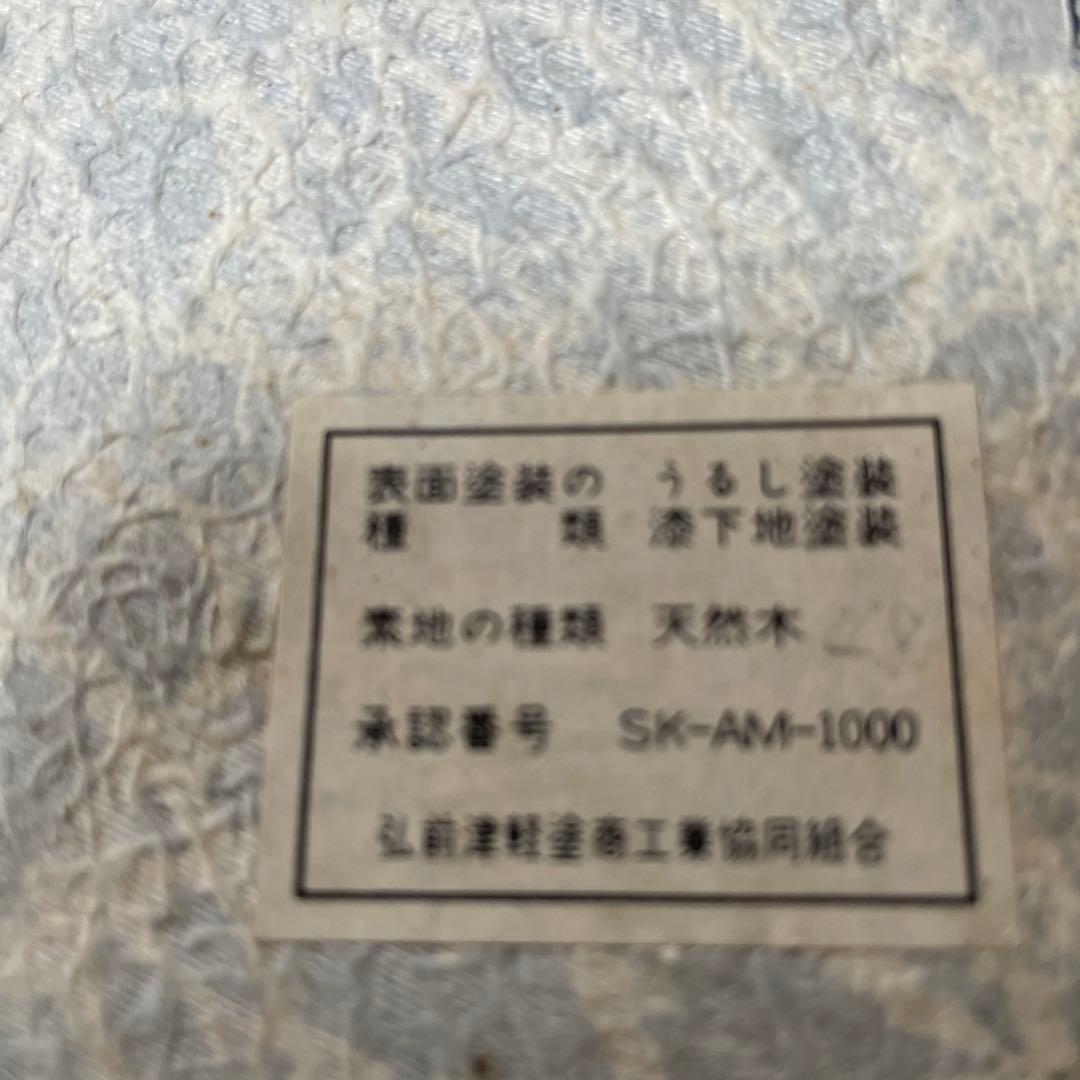 表面塗装の うるし塗装
種類 漆下地塗装
素地の種類 天然木
承認番号 SK-AM-1000
弘前津軽塗商工業協同組合